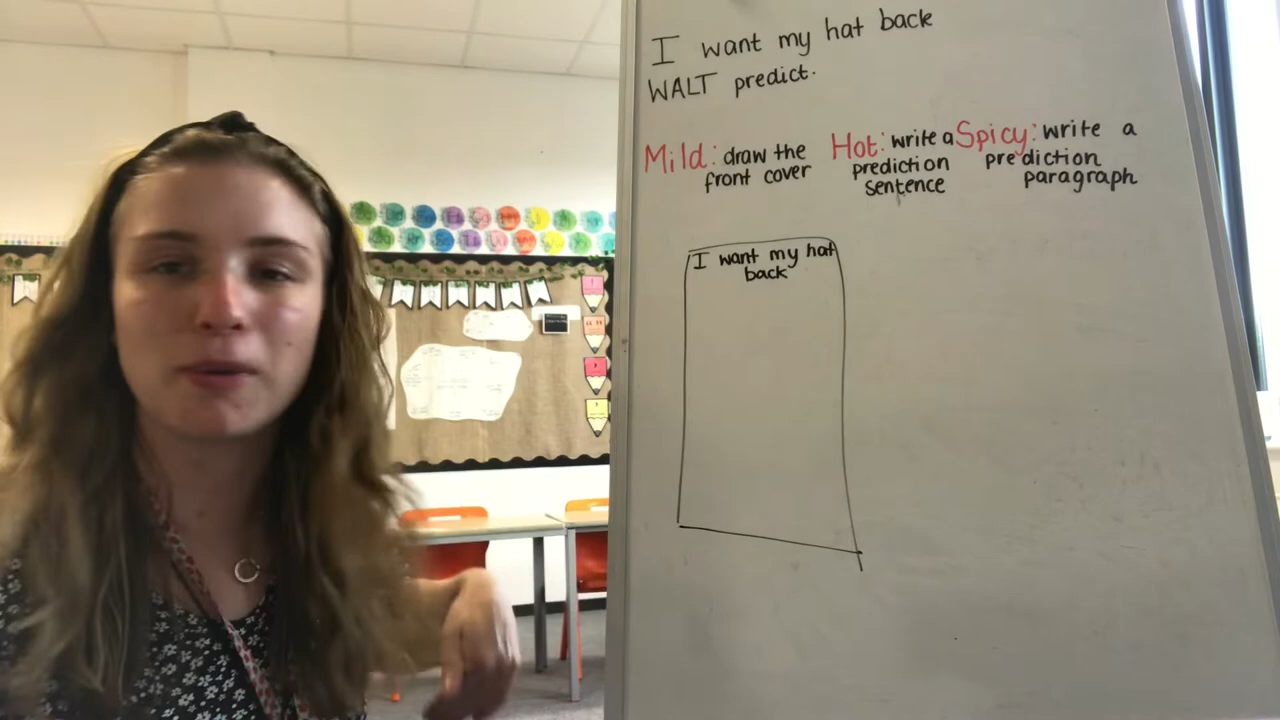 I want my hat back
WALT predict.
Mild: draw the
front cover
Hot: write a
prediction
sentence
Spicy: write a
prediction
paragraph
I want my hat
back